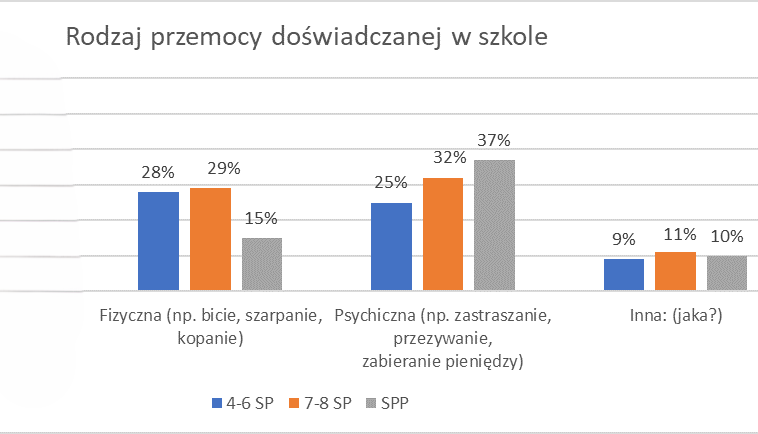 Rodzaj przemocy doświadczanej w szkole
28%
29%
15%
25%
32%
37%
9%
11%
10%
Fizyczna (np. bicie, szarpanie,
kopanie)
Psychiczna (np. zastraszanie,
przezywanie,
zabieranie pieniędzy)
Inna: (jaka?)
4-6 SP
7-8 SP
SPP